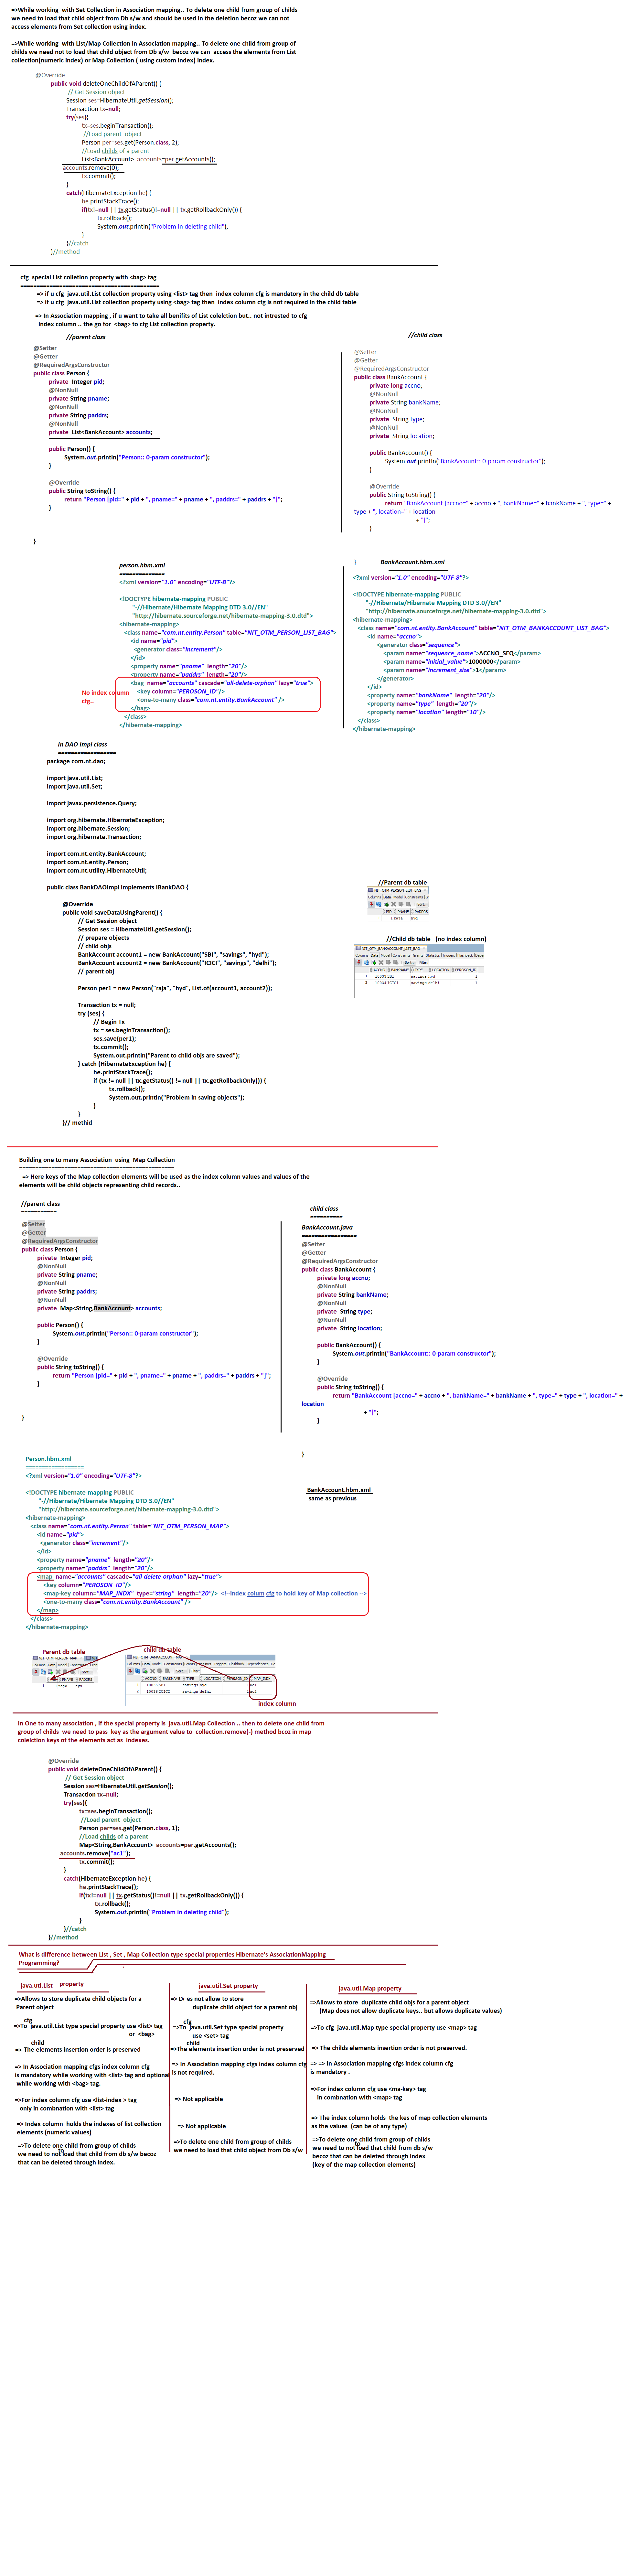 =>While working with Set Collection in Association mapping.. To delete one child from group of childs
we need to load that child object from Db s/w and should be used in the deletion becoz we can not
access elements from Set collection using index.
=>While working with List/Map Collection in Association mapping.. To delete one child from group of
childs we need not to load that child object from Db s/w becoz we can access the elements from List
collection(numeric index) or Map Collection ( using custom index) index.
@Override
public void deleteOneChildOfAParent() {
// Get Session object
Session ses=HibernateUtil.getSession();
Transaction tx=null;
try(ses){
tx=ses.beginTransaction();
//Load parent object
Person per=ses.get(Person.class, 2);
//Load childs of a parent
List<BankAccount> accounts=per.getAccounts();
accounts.remove(0);
tx.commit();
}
catch(HibernateException he) {
he.printStackTrace();
if(tx!=null || tx.getStatus()!=null || tx.getRollbackOnly()) {
tx.rollback();
System.out.println("Problem in deleting child");
}
}//catch
}//method
cfg special List colletion property with <bag> tag
===========================================
=> if u cfg java.util.List collection property using <list> tag then Index column cfg is mandatory in the child db table
=> if u cfg java.util.List collection property using <bag> tag then Index column cfg is not required in the child table
=> In Association mapping , if u want to take all benifits of List colelction but.. not intrested to cfg
Index column .. the go for <bag> to cfg List collection property.
//parent class
@Setter
@Getter
@RequiredArgsConstructor
public class Person {
private Integer pid;
@NonNull
private String pname;
@NonNull
private String paddrs;
@NonNull
private List<BankAccount> accounts;
public Person() {
System.out.println("Person:: 0-param constructor");
}
@Override
public String toString() {
return "Person [pid=" + pid + ", pname=" + pname + ", paddrs=" + paddrs + "]";
}
}
//child class
@Setter
@Getter
@RequiredArgsConstructor
public class BankAccount {
private long accno;
@NonNull
private String bankName;
@NonNull
private String type;
@NonNull
private String location;
public BankAccount() {
System.out.println("BankAccount:: 0-param constructor");
}
@Override
public String toString() {
return "BankAccount [accno=" + accno + ", bankName=" + bankName + ", type=" +
type + ", location=" + location
+ "]";
}
}
person.hbm.xml
==============
<?xml version="1.0" encoding="UTF-8"?>
<!DOCTYPE hibernate-mapping PUBLIC
"-//Hibernate/Hibernate Mapping DTD 3.0//EN"
"http://hibernate.sourceforge.net/hibernate-mapping-3.0.dtd">
<hibernate-mapping>
<class name="com.nt.entity.Person" table="NIT_OTM_PERSON_LIST_BAG">
<id name="pid">
<generator class="increment"/>
</id>
<property name="pname" length="20"/>
<property name="paddrs" length="20"/>
<bag name="accounts" cascade="all-delete-orphan" lazy="true">
<key column="PEROSON_ID"/>
<one-to-many class="com.nt.entity.BankAccount" />
</bag>
</class>
</hibernate-mapping>
No index column
cfg..
BankAccount.hbm.xml
<?xml version="1.0" encoding="UTF-8"?>
<!DOCTYPE hibernate-mapping PUBLIC
"-//Hibernate/Hibernate Mapping DTD 3.0//EN"
"http://hibernate.sourceforge.net/hibernate-mapping-3.0.dtd">
<hibernate-mapping>
<class name="com.nt.entity.BankAccount" table="NIT_OTM_BANKACCOUNT_LIST_BAG">
<id name="accno">
<generator class="sequence">
<param name="sequence_name">ACCNO_SEQ</param>
<param name="initial_value">1000000</param>
<param name="increment_size">1</param>
</generator>
</id>
<property name="bankName" length="20"/>
<property name="type" length="20"/>
<property name="location" length="10"/>
</class>
</hibernate-mapping>
In DAO Impl class
==================
package com.nt.dao;
import java.util.List;
import java.util.Set;
import javax.persistence.Query;
import org.hibernate.HibernateException;
import org.hibernate.Session;
import org.hibernate.Transaction;
import com.nt.entity.BankAccount;
import com.nt.entity.Person;
import com.nt.utility.HibernateUtil;
public class BankDAOImpl implements IBankDAO {
@Override
public void saveDataUsingParent() {
// Get Session object
Session ses = HibernateUtil.getSession();
// prepare objects
// child objs
BankAccount account1 = new BankAccount("SBI", "savings", "hyd");
BankAccount account2 = new BankAccount("ICICI", "savings", "delhi");
// parent obj
Person per1 = new Person("raja", "hyd", List.of(account1, account2));
Transaction tx = null;
try (ses) {
// Begin Tx
tx = ses.beginTransaction();
ses.save(per1);
tx.commit();
System.out.println("Parent to child objs are saved");
} catch (HibernateException he) {
he.printStackTrace();
if (tx != null || tx.getStatus() != null || tx.getRollbackOnly()) {
tx.rollback();
System.out.println("Problem in saving objects");
}
}
}// methid
//Parent db table
NIT_OTM_PERSON_LIST_BAG
Columns Data Model Constraints
Sort..
PID PNAME PADDRS
1 1 raja hyd
//Child db table (no index column)
NIT_OTM_BANKACCOUNT_LIST_BAG
Columns Data Model Constraints Grants Statistics Triggers Flashback
Sort.. Filter:
ACCNO BANKNAME TYPE LOCATION PEROSON_ID
1 10033 SBI savings hyd 1
2 10034 ICICI savings delhi 1
Building one to many Association using Map Collection
================================================
=> Here keys of the Map collection elements will be used as the index column values and values of the
elements will be child objects representing child records..
//parent class
===========
@Setter
@Getter
@RequiredArgsConstructor
public class Person {
private Integer pid;
@NonNull
private String pname;
@NonNull
private String paddrs;
@NonNull
private Map<String,BankAccount> accounts;
public Person() {
System.out.println("Person:: 0-param constructor");
}
@Override
public String toString() {
return "Person [pid=" + pid + ", pname=" + pname + ", paddrs=" + paddrs + "]";
}
}
child class
==========
BankAccount.java
=================
@Setter
@Getter
@RequiredArgsConstructor
public class BankAccount {
private long accno;
@NonNull
private String bankName;
@NonNull
private String type;
@NonNull
private String location;
public BankAccount() {
System.out.println("BankAccount:: 0-param constructor");
}
@Override
public String toString() {
return "BankAccount [accno=" + accno + ", bankName=" + bankName + ", type=" + type + ", location=" +
location
+ "]";
}
}
Person.hbm.xml
==================
<?xml version="1.0" encoding="UTF-8"?>
<!DOCTYPE hibernate-mapping PUBLIC
"-//Hibernate/Hibernate Mapping DTD 3.0//EN"
"http://hibernate.sourceforge.net/hibernate-mapping-3.0.dtd">
<hibernate-mapping>
<class name="com.nt.entity.Person" table="NIT_OTM_PERSON_MAP">
<id name="pid">
<generator class="increment"/>
</id>
<property name="pname" length="20"/>
<property name="paddrs" length="20"/>
<map name="accounts" cascade="all-delete-orphan" lazy="true">
<key column="PEROSON_ID"/>
<map-key column="MAP_INDX" type="string" length="20"/> <!--index colum cfg to hold key of Map collection -->
<one-to-many class="com.nt.entity.BankAccount" />
</map>
</class>
</hibernate-mapping>
BankAccount.hbm.xml
same as previous
Parent db table
NIT_OTM_PERSON_MAP
Columns Data Model Constraints
Sort..
PNAME PADDRS
1 1 raja hyd
child db table
NIT_OTM_BANKACCOUNT_MAP
Columns Data Model Constraints Grants Statistics Triggers Flashback Dependencies
Sort.. Filter:
ACCNO BANKNAME TYPE LOCATION PEROSON_ID MAP_INDX
1 10035 SBI savings hyd 1 ac1
2 10036 ICICI savings delhi 1 ac2
index column
In One to many association , if the special property is java.util.Map Collection .. then to delete one child from
group of childs we need to pass key as the argument value to collection.remove(-) method bcoz in map
colelction keys of the elements act as indexes.
@Override
public void deleteOneChildOfAParent() {
// Get Session object
Session ses=HibernateUtil.getSession();
Transaction tx=null;
try(ses){
tx=ses.beginTransaction();
//Load parent object
Person per=ses.get(Person.class, 1);
//Load childs of a parent
Map<String,BankAccount> accounts=per.getAccounts();
accounts.remove("ac1");
tx.commit();
}
catch(HibernateException he) {
he.printStackTrace();
if(tx!=null || tx.getStatus()!=null || tx.getRollbackOnly()) {
tx.rollback();
System.out.println("Problem in deleting child");
}
}//catch
}//method
What is difference between List , Set , Map Collection type special properties Hibernate's AssociationMapping
Programming?
java.utl.List property
=>Allows to store duplicate child objects for a
Parent object
cfg
=>To java.util.List type special property use <list> tag
or <bag>
child
=> The elements insertion order is preserved
=> In Association mapping cfgs index column cfg
is mandatory while working with <list> tag and optional
while working with <bag> tag.
=>For index column cfg use <list-index > tag
only in combination with <list> tag
=> Index column holds the indexes of list collection
elements (numeric values)
=>To delete one child from group of childs
we need to not load that child from db s/w becoz
to
that can be deleted through index.
java.util.Set property
=> D es not allow to store
duplicate child object for a parent obj
cfg
=>To java.util.Set type special property
use <set> tag
child
=>The elements insertion order is not preserved
=> In Association mapping cfgs index column cfg
is not required.
=> Not applicable
=> Not applicable
=>To delete one child from group of childs
we need to load that child object from Db s/w
java.util.Map property
=>Allows to store duplicate child objs for a parent object
(Map does not allow duplicate keys.. but allow duplicate values)
=>To cfg java.util.Map type special property use <map> tag
=> The childs elements insertion order is not preserved.
=> => In Association mapping cfgs index column cfg
is mandatory .
=>For index column cfg use <ma-key> tag
in combnation with <map> tag
=> The index column holds the kes of map collection elements
as the values (can be of any type)
=>To delete one child from group of childs
to
we need to not load that child from db s/w
becoz that can be deleted through index
(key of the map collection elements)